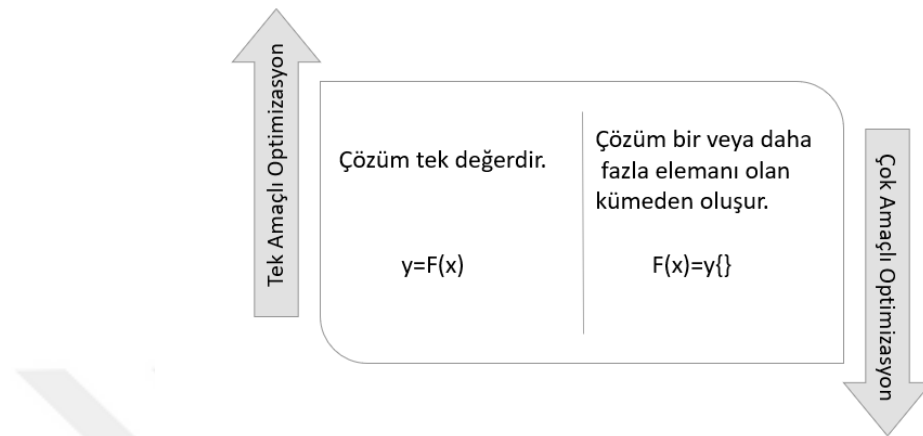 Tek Amaçlı Optimizasyon
Çözüm tek değerdir.
y=F(x)
Çözüm bir veya daha
fazla elemanı olan
kümeden oluşur.
F(x)=y{}
Çok Amaçlı Optimizasyon